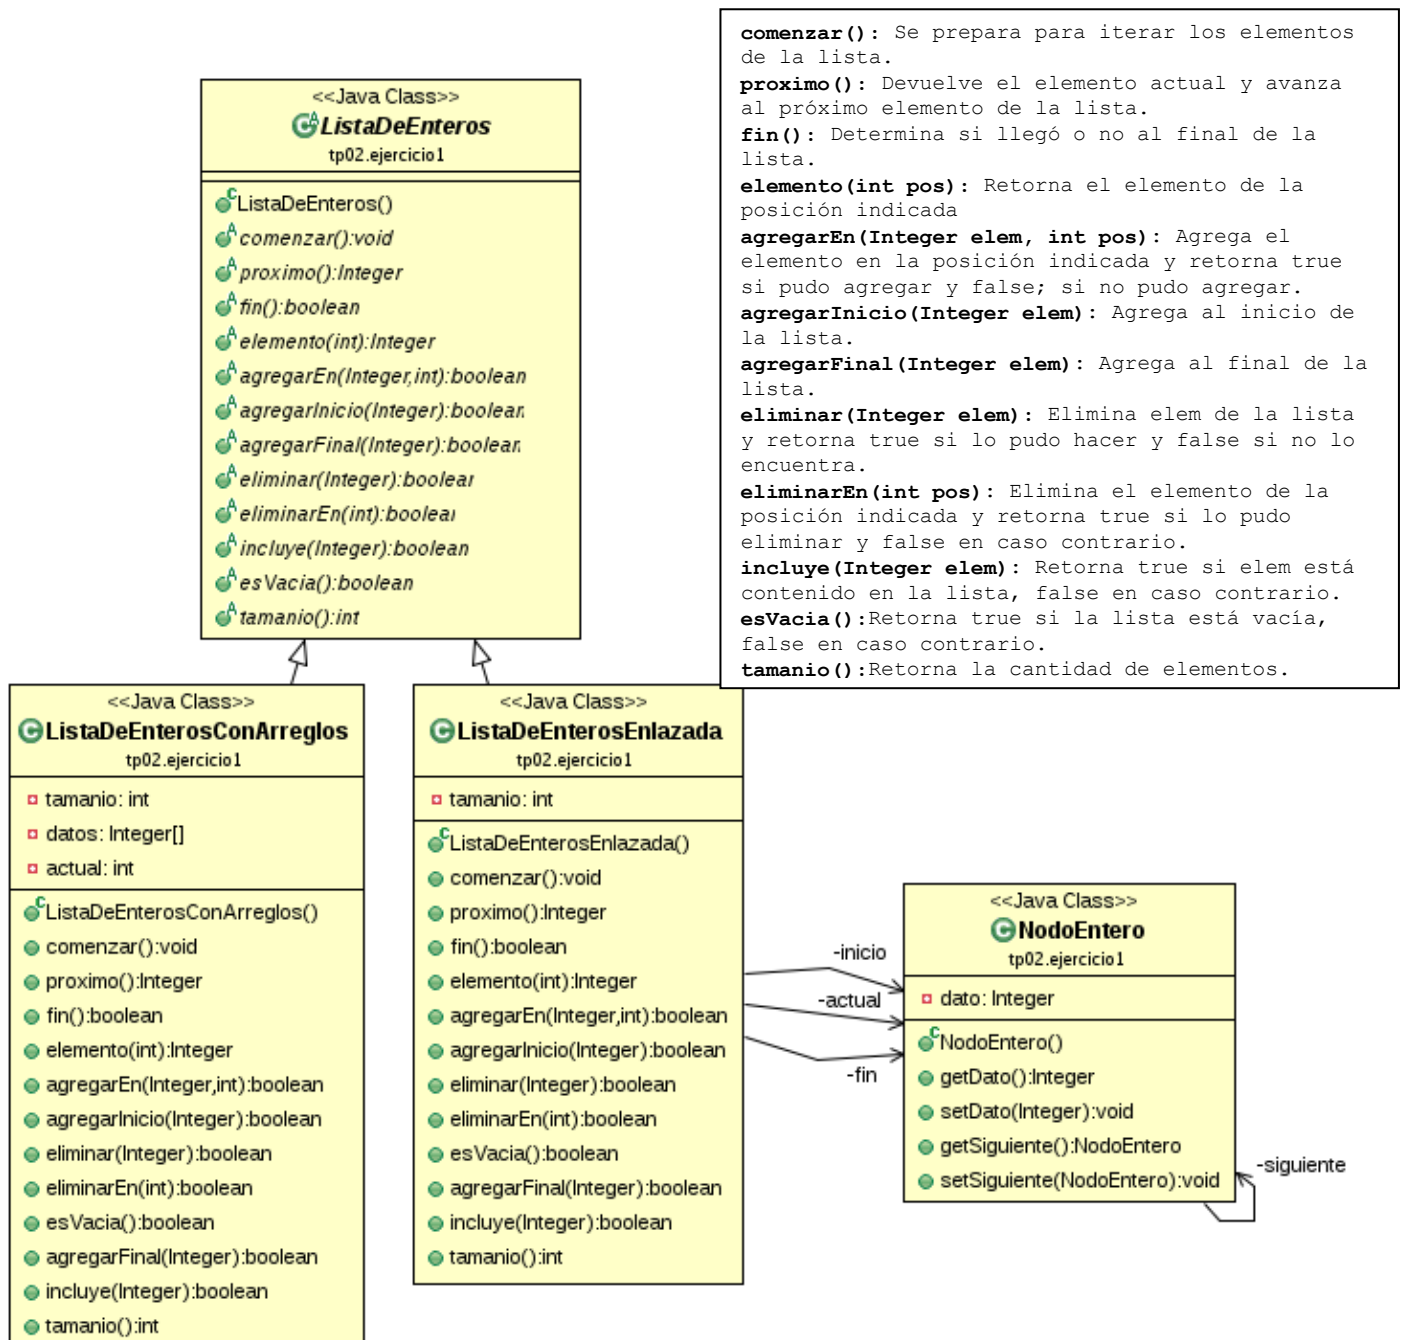 comenzar(): Se prepara para iterar los elementos
de la lista.
proximo(): Devuelve el elemento actual y avanza
al próximo elemento de la lista.
fin(): Determina si llegó o no al final de la
lista.
elemento(int pos): Retorna el elemento de la
posición indicada
agregarEn(Integer elem, int pos): Agrega el
elemento en la posición indicada y retorna true
si pudo agregar y false; si no pudo agregar.
agregarInicio(Integer elem): Agrega al inicio de
la lista.
agregarFinal(Integer elem): Agrega al final de la
lista.
eliminar(Integer elem): Elimina elem de la lista
y retorna true si lo pudo hacer y false si no lo
encuentra.
eliminarEn(int pos): Elimina el elemento de la
posición indicada y retorna true si lo pudo
eliminar y false en caso contrario.
incluye(Integer elem): Retorna true si elem está
contenido en la lista, false en caso contrario.
esVacia():Retorna true si la lista está vacía,
false en caso contrario.
tamanio():Retorna la cantidad de elementos.
<<Java Class>>
ListaDeEnteros
tp02.ejercicio1
ListaDeEnteros()
comenzar():void
proximo():Integer
fin():boolean
elemento(int):Integer
agregarEn(Integer,int):boolean
agregarInicio(Integer):boolean
agregarFinal(Integer):boolean
eliminar(Integer):boolear
eliminarEn(int):boolear
incluye(Integer):boolean
esVacia():boolean
tamanio():int
<<Java Class>>
ListaDeEnterosConArreglos
tp02.ejercicio1
tamanio: int
datos: Integer[]
actual: int
ListaDeEnterosConArreglos()
comenzar():void
proximo():Integer
fin():boolean
elemento(int):Integer
agregarEn(Integer,int):boolean
agregarInicio(Integer):boolean
eliminar(Integer):boolean
eliminarEn(int):boolean
esVacia():boolean
agregarFinal(Integer):boolean
incluye(Integer):boolean
tamanio():int
<<Java Class>>
ListaDeEnterosEnlazada
tp02.ejercicio1
tamanio: int
ListaDeEnterosEnlazada()
comenzar():void
proximo():Integer
fin():boolean
elemento(int):Integer
agregarEn(Integer,int):boolean
agregarInicio(Integer):boolean
eliminar(Integer):boolean
eliminarEn(int):boolean
esVacia():boolean
agregarFinal(Integer):boolean
incluye(Integer):boolean
tamanio():int
-inicio
-actual
-fin
<<Java Class>>
NodoEntero
tp02.ejercicio1
dato: Integer
NodoEntero()
getDato():Integer
setDato(Integer):void
getSiguiente():NodoEntero
setSiguiente(NodoEntero):void
-siguiente